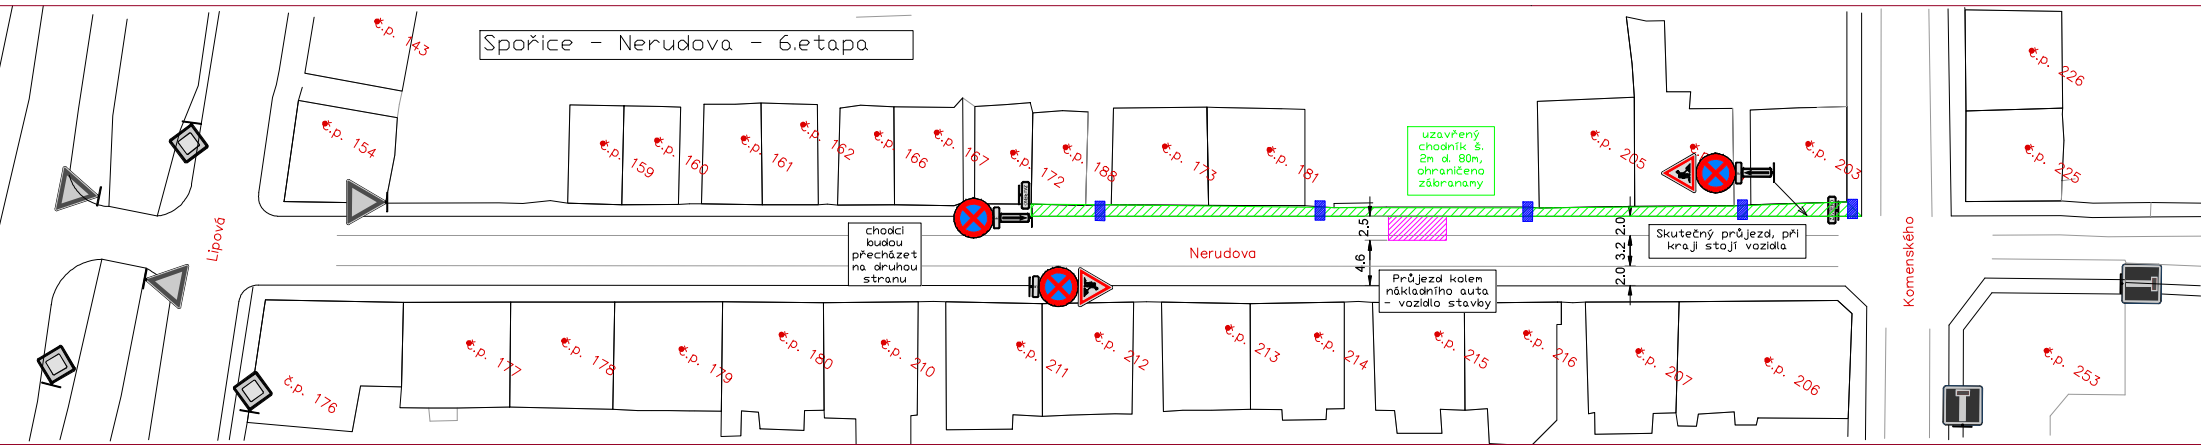 Spořice - Nerudova - 6.etapa
č.p. 143
č.p. 154
č.p. 159
č.p. 160
č.p. 161
č.p. 162
č.p. 166
č.p. 167
č.p. 172
č.p. 188
č.p. 173
č.p. 181
uzavřený
chodník š.
2m d. 80m,
ohraničeno
zábranamy
č.p. 205
č.p. 203
č.p. 226
č.p. 225
Lipová
chodci
budou
přecházet
na druhou
stranu
Nerudova
2.5
4.6
2.0
3.2
2.0
Skutečný průjezd, při
kraji stojí vozidla
Průjezd kolem
nákladního auta
- vozidlo stavby
Komenského
č.p. 176
č.p. 177
č.p. 178
č.p. 179
č.p. 180
č.p. 210
č.p. 211
č.p. 212
č.p. 213
č.p. 214
č.p. 215
č.p. 216
č.p. 207
č.p. 206
č.p. 253